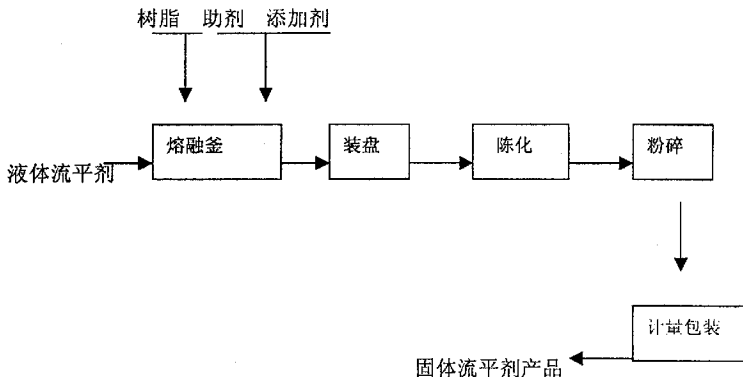 树脂 助剂 添加剂
熔融釜 装盘 陈化 粉碎
液体流平剂
计量包装
固体流平剂产品